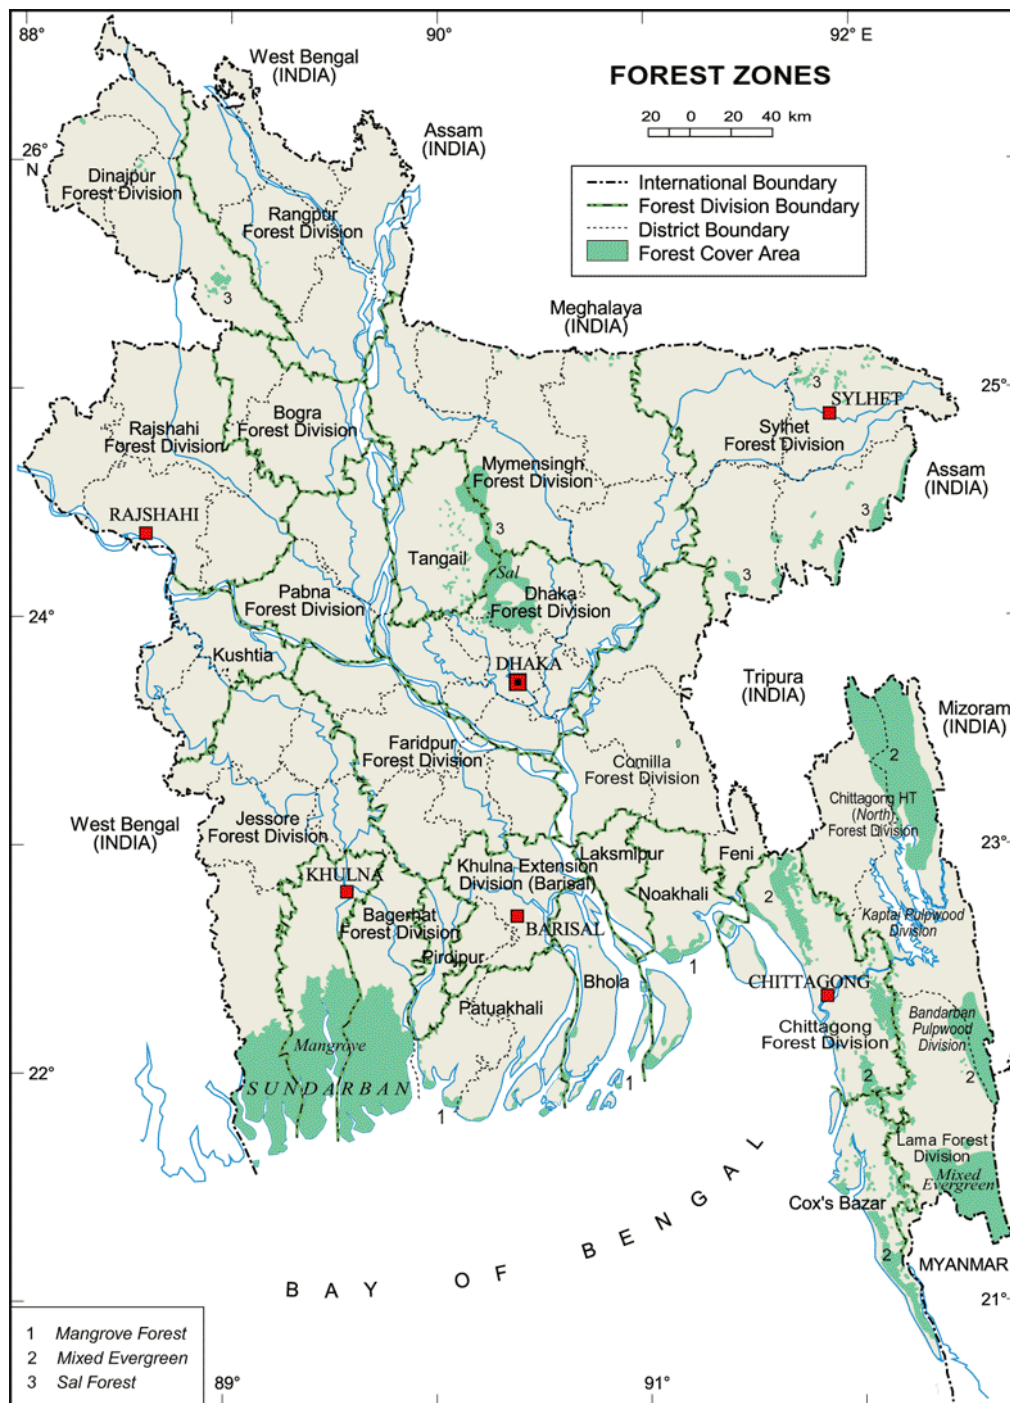 88°
90°
92° E
West Bengal
(INDIA)
FOREST ZONES
20 0 20 40 km
Assam
(INDIA)
26°
N
Dinajpur
Forest Division
International Boundary
Forest Division Boundary
District Boundary
Forest Cover Area
Rangpur
Forest Division
3
Meghalaya
(INDIA)
25°
3
SYLHET
Bogra
Forest Division
Rajshahi
Forest Division
Sylhet
Forest Division
Mymensingh
Forest Division
Assam
(INDIA)
RAJSHAHI
3
3
Tangail
Sal
3
Pabna
Forest Division
Dhaka
Forest Division
24°
24°
Kushtia
DHAKA
Tripura
(INDIA)
Mizoram
(INDIA)
Faridpur
Forest Division
2
Comilla
Forest Division
Chittagong HT
(North)
Forest Division
West Bengal
(INDIA)
Jessore
Forest Division
23°
Laksmipur
Feni
KHULNA
Khulna Extension
Division (Barisal)
Noakhali
2
Bagerhat
Forest Division
BARISAL
Kaptai Pulpwood
Division
Pirojpur
1
Bhola
CHITTAGONG
Patuakhali
Chittagong
Forest Division
Bandarban
Pulpwood
Division
Mangrove
22°
22°
SUNDARBAN
2
2
1
1
Lama Forest
Division
Mixed
Evergreen
Cox's Bazar
2
MYANMAR
BAY OF BENGAL
21°
1 Mangrove Forest
2 Mixed Evergreen
3 Sal Forest
89°
91°